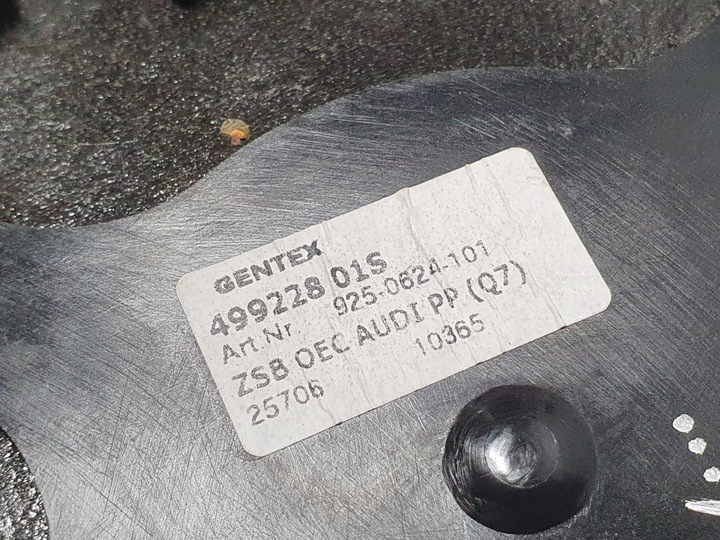 GENTEX
499228 01S
Art.Nr. 925-0624-101
ZSB OEC AUDI PP (Q7)
25706 10365